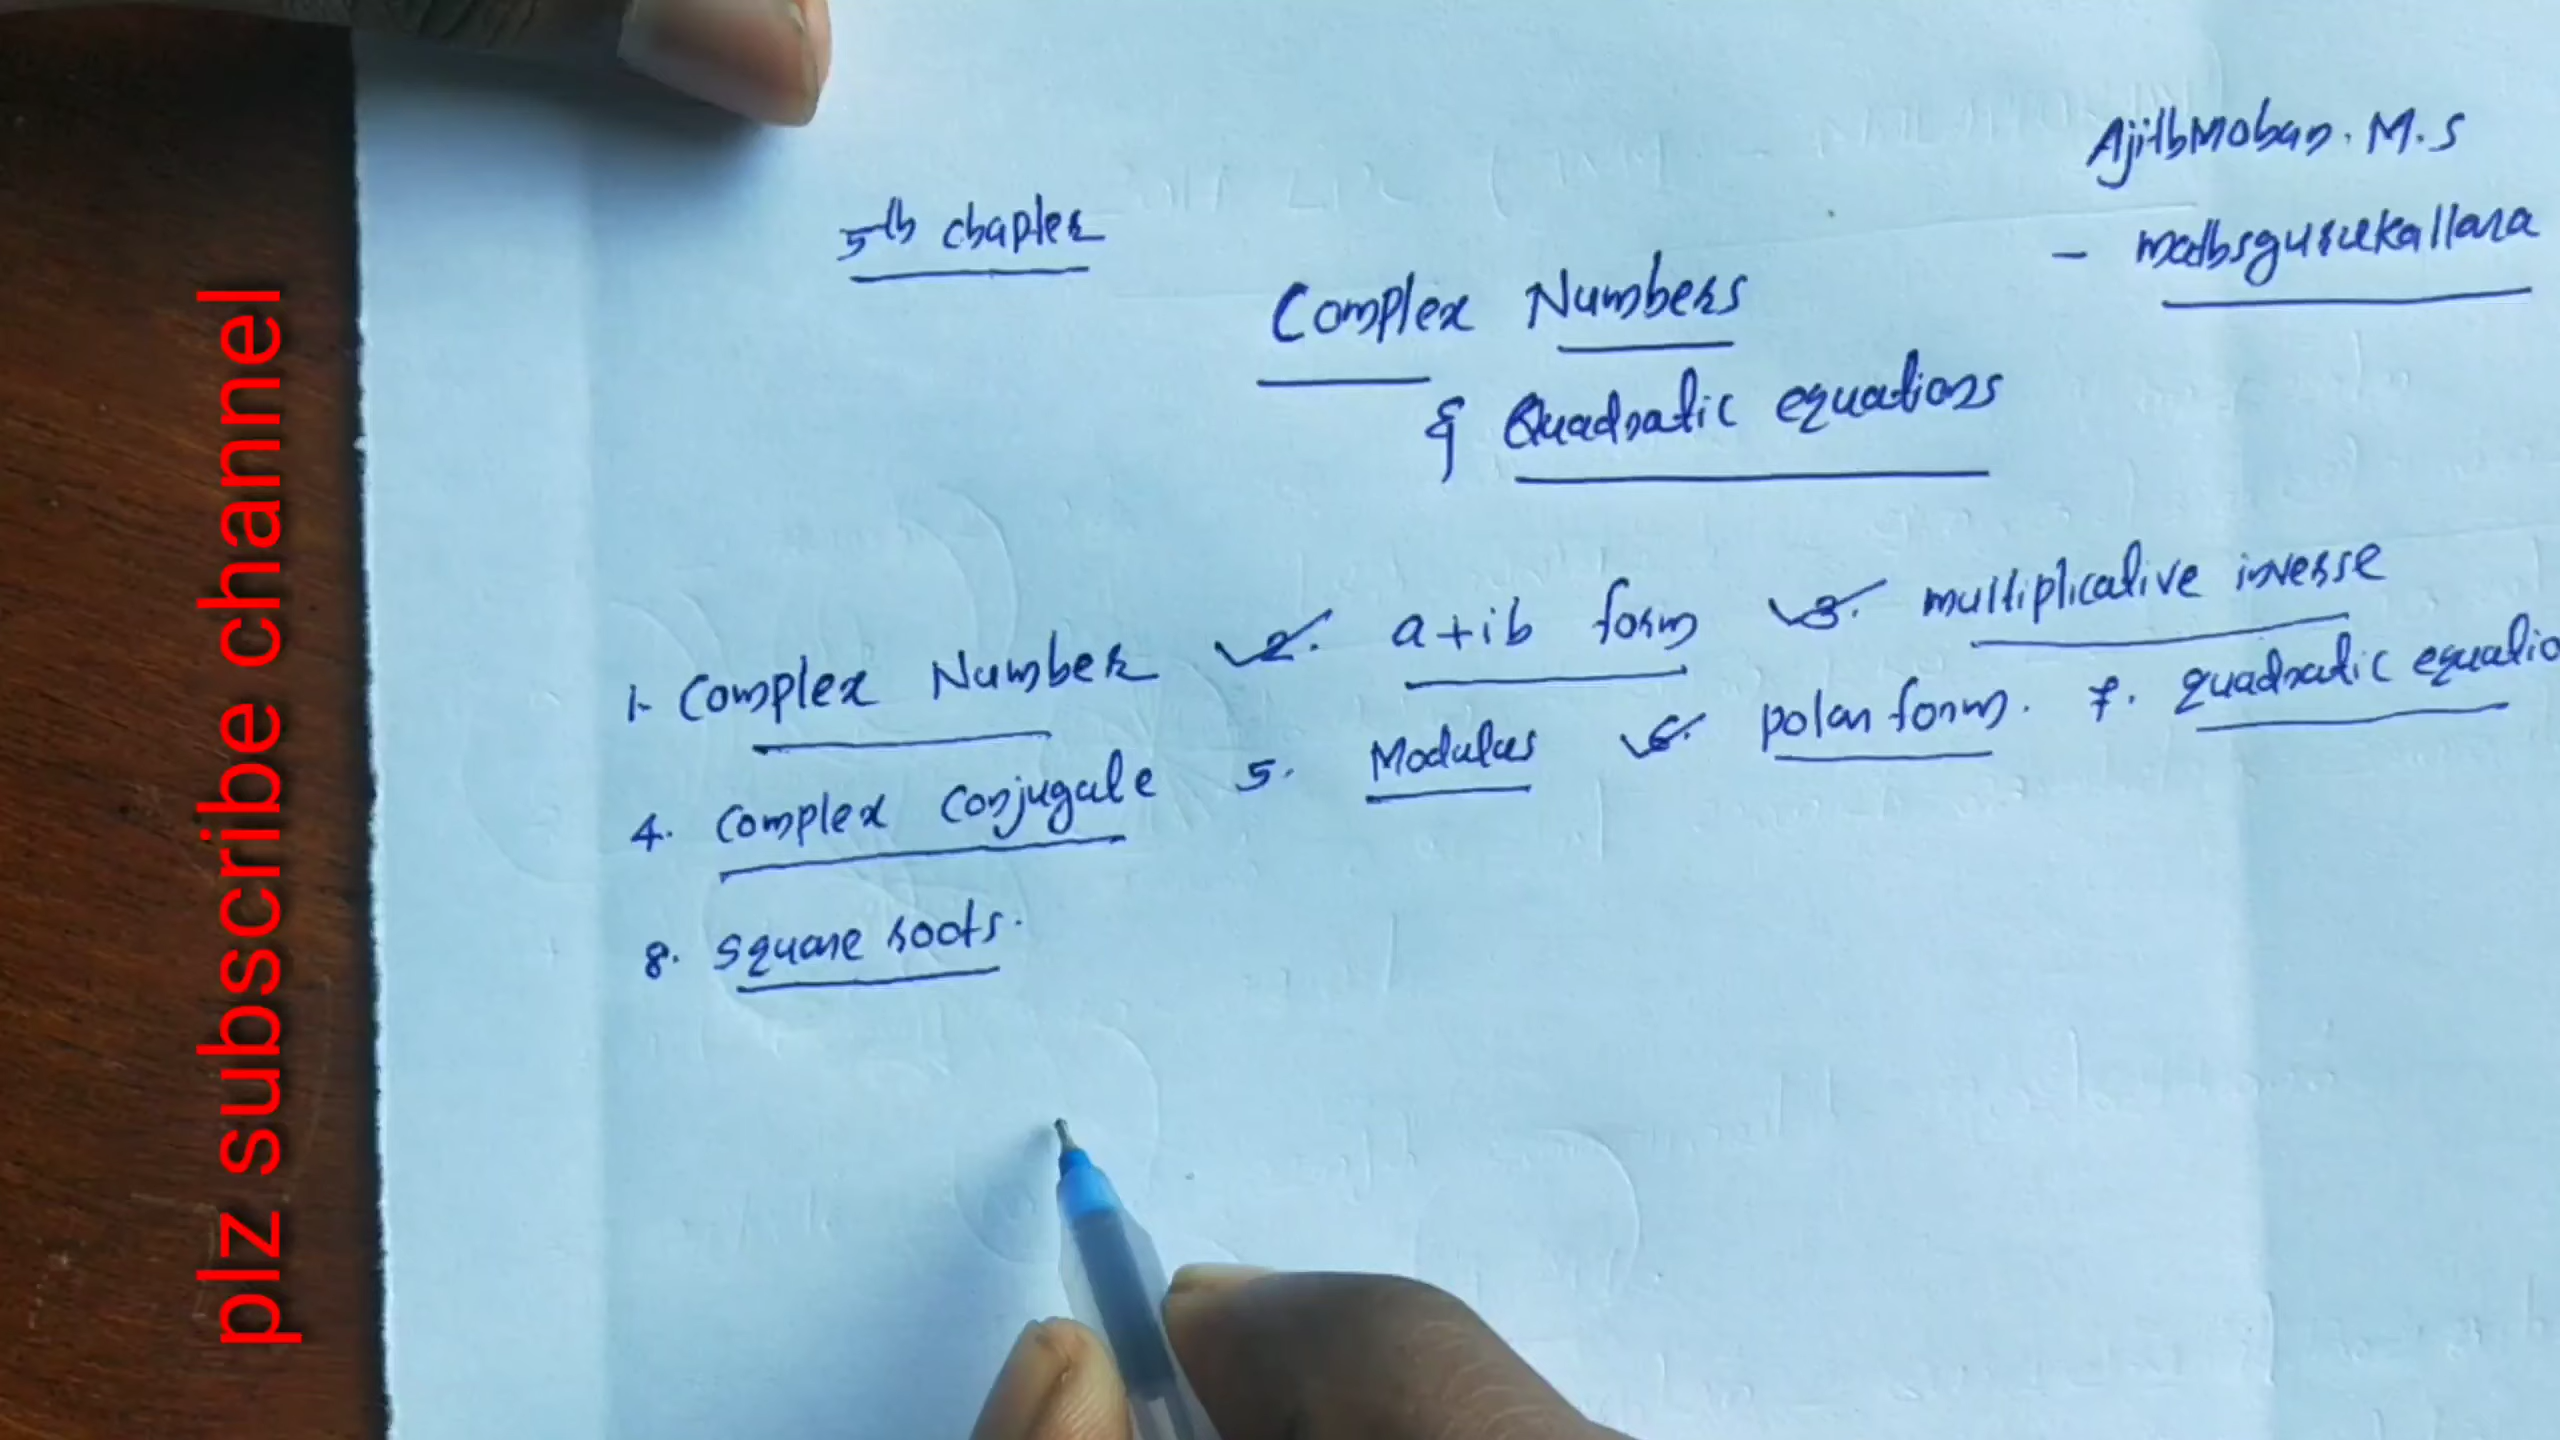 AjithMohan. M.S
- mathsgurukallara
5th chapter
Complex Numbers
& Quadratic equations
1. Complex Number 2. a+ib form 3. multiplicative inverse
4. Complex Conjugate 5. Modulus 6. polar form. 7. quadratic equatio
8. Square roots.
plz subscribe channel